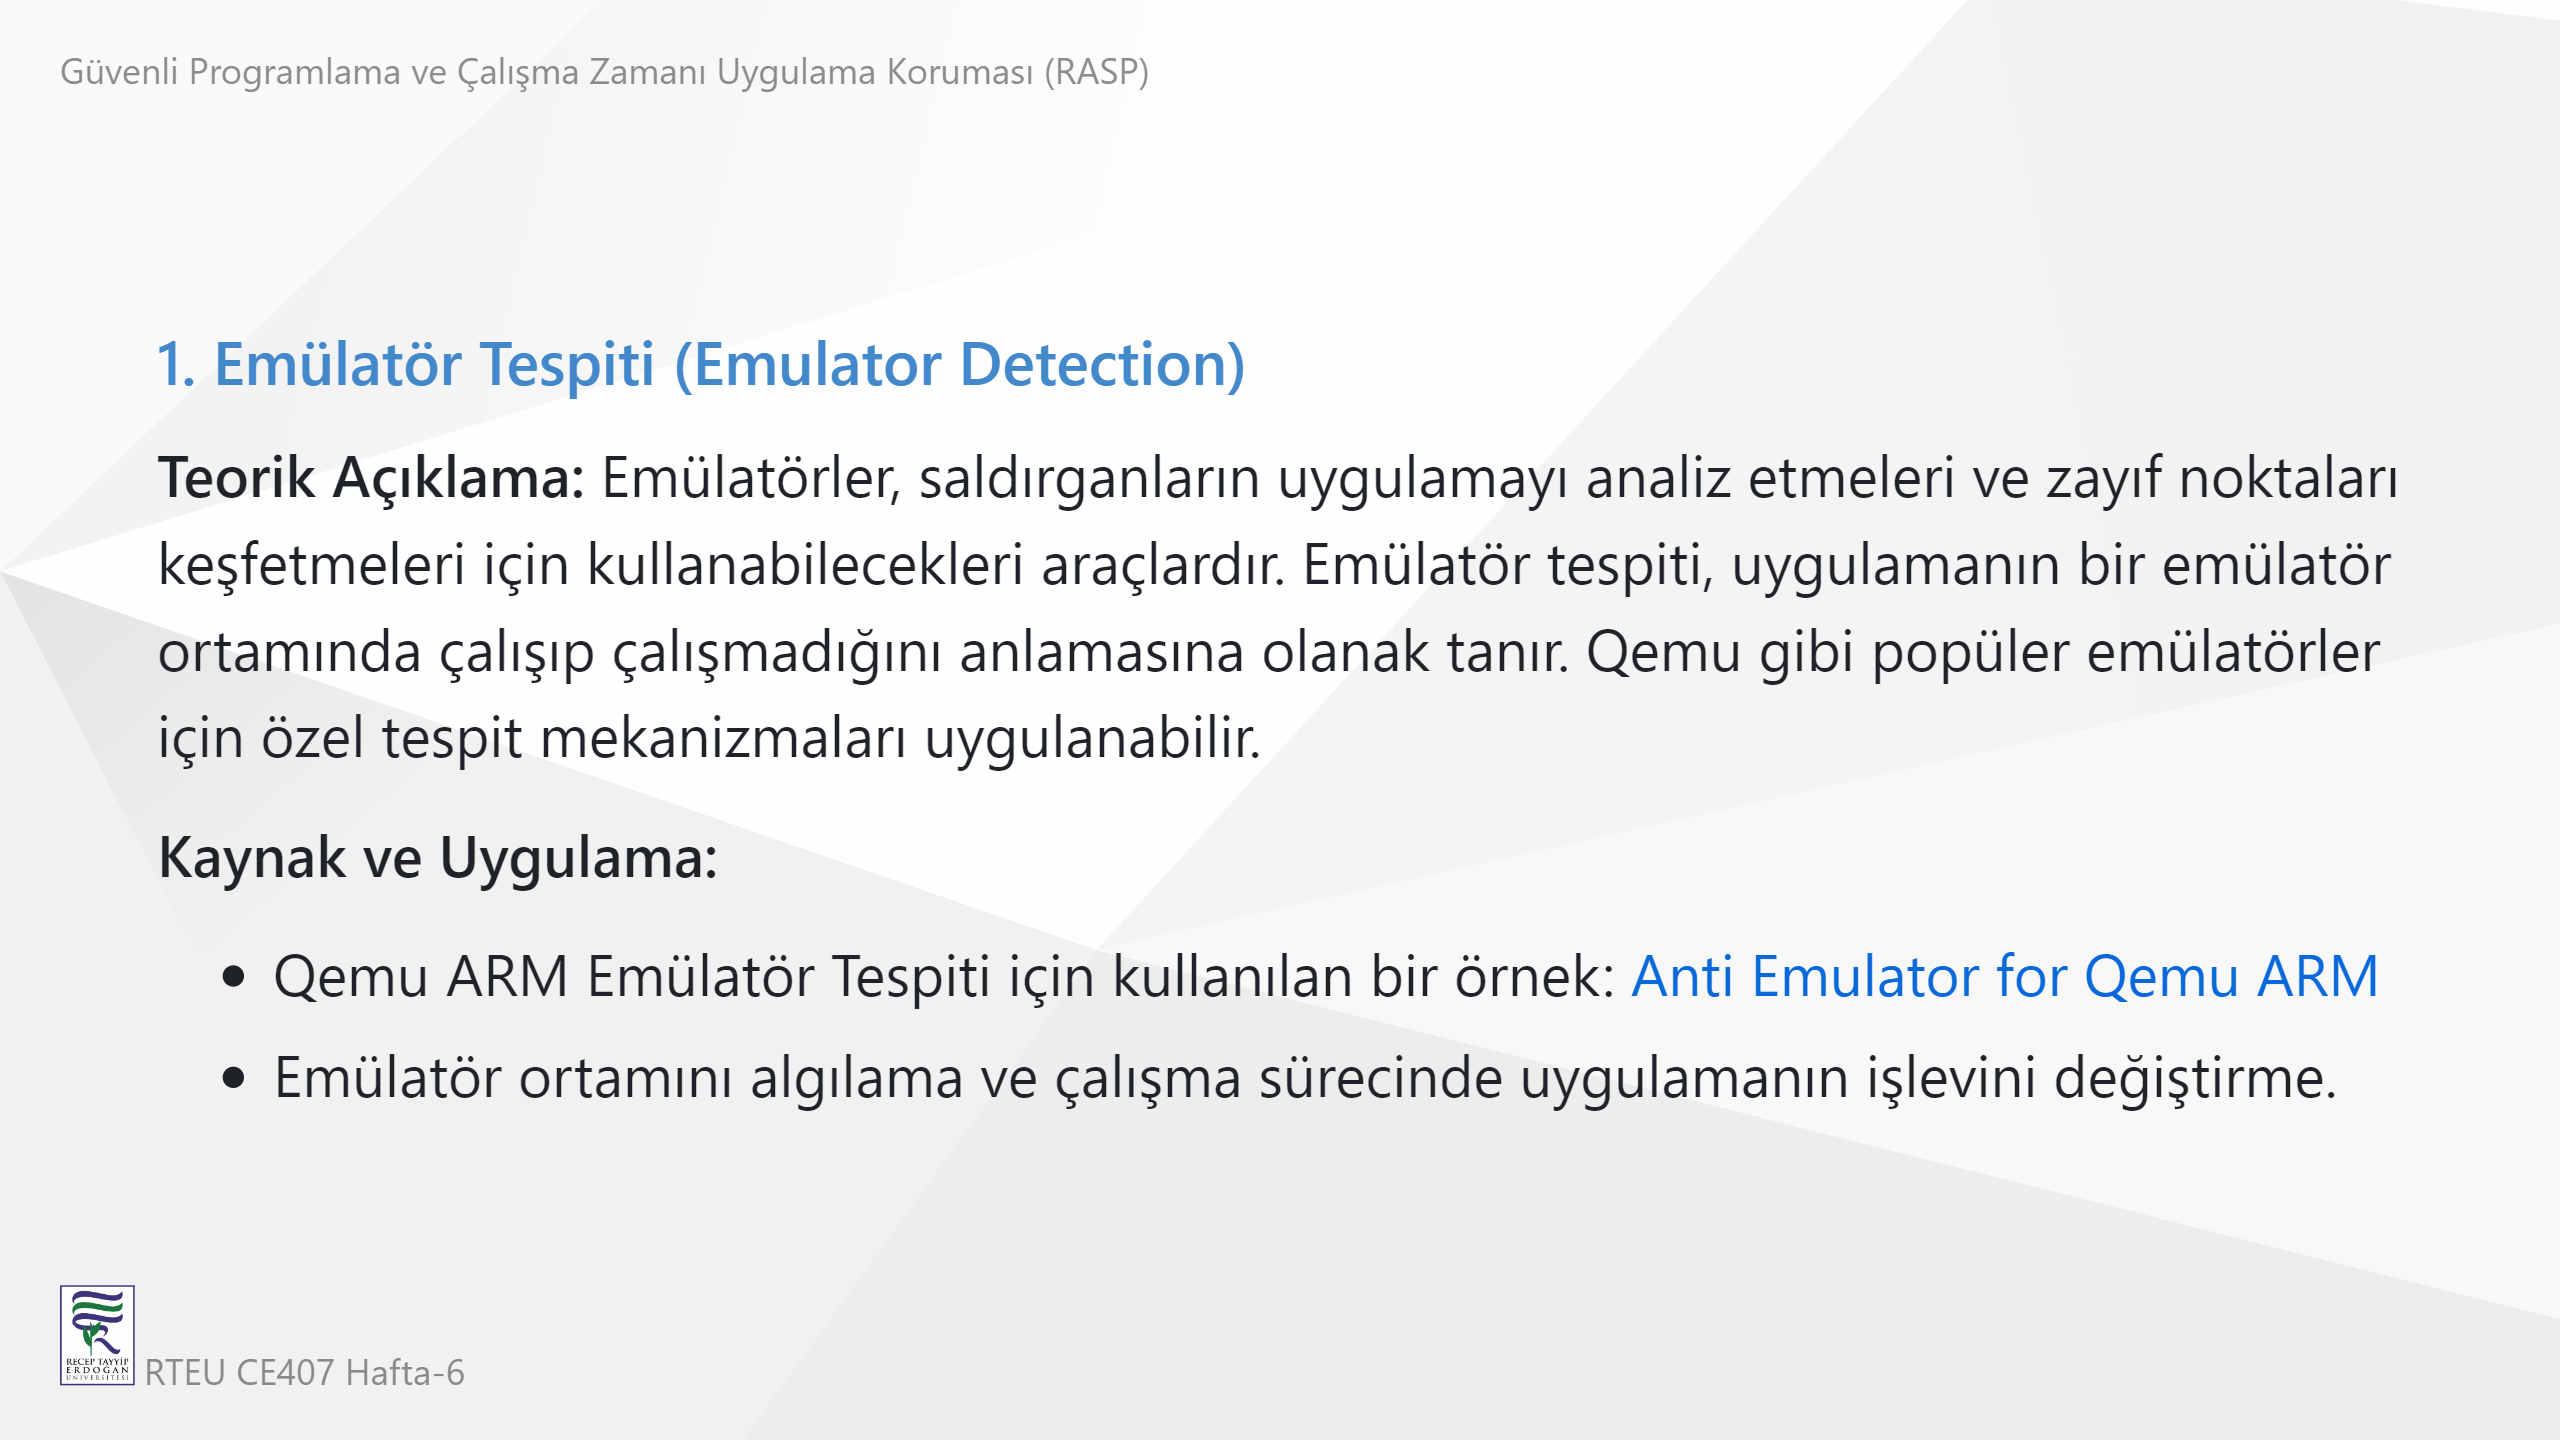 Güvenli Programlama ve Çalışma Zamanı Uygulama Koruması (RASP)
1. Emülatör Tespiti (Emulator Detection)
Teorik Açıklama: Emülatörler, saldırganların uygulamayı analiz etmeleri ve zayıf noktaları
keşfetmeleri için kullanabilecekleri araçlardır. Emülatör tespiti, uygulamanın bir emülatör
ortamında çalışıp çalışmadığını anlamasına olanak tanır. Qemu gibi popüler emülatörler
için özel tespit mekanizmaları uygulanabilir.
Kaynak ve Uygulama:
• Qemu ARM Emülatör Tespiti için kullanılan bir örnek: Anti Emulator for Qemu ARM
• Emülatör ortamını algılama ve çalışma sürecinde uygulamanın işlevini değiştirme.
RECEP TAYYİP
ERDOĞAN
ÜNİVERSİTESİ
RTEU CE407 Hafta-6